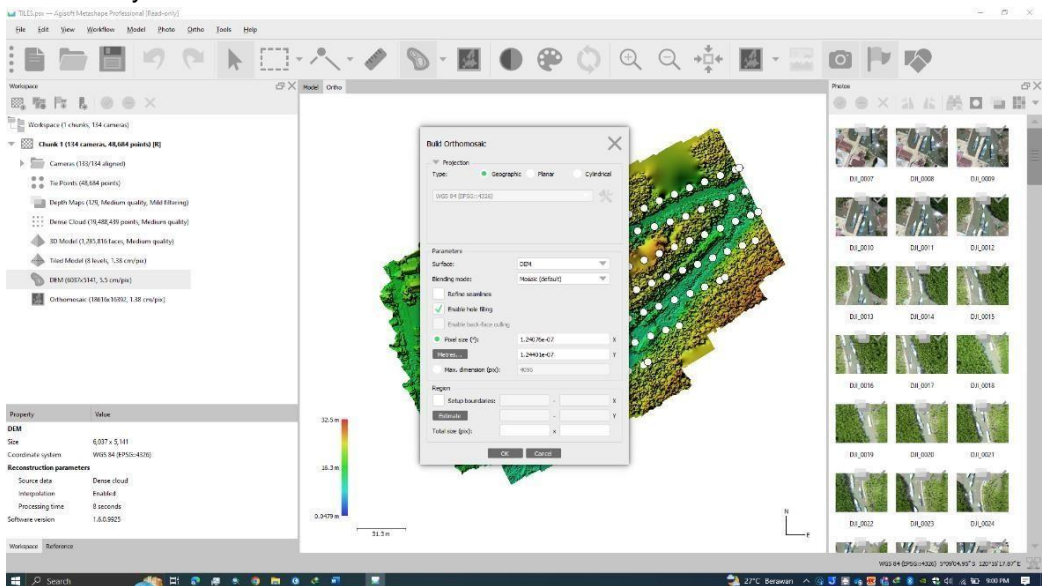 TILES.psx — Agisoft Metashape Professional [Read-only]
File Edit View Workflow Model Photo Ortho Tools Help
Workspace
Model Ortho
Photos
Workspace (1 chunks, 134 cameras)
Chunk 1 (134 cameras, 48,684 points) [R]
Cameras (133/134 aligned)
Tie Points (48,684 points)
Depth Maps (129, Medium quality, Mild filtering)
Dense Cloud (19,488,439 points, Medium quality)
3D Model (1,285,816 faces, Medium quality)
Tiled Model (8 levels, 1.38 cm/pix)
DEM (6037x5141, 5.5 cm/pix)
Orthomosaic (18616x16392, 1.38 cm/pix)
Property Value
DEM
Size 6,037 x 5,141
Coordinate system WGS 84 (EPSG::4326)
Reconstruction parameters
Source data Dense cloud
Interpolation Enabled
Processing time 8 seconds
Software version 1.6.0.9925
Workspace Reference
Build Orthomosaic
Projection
Type: Geographic Planar Cylindrical
WGS 84 (EPSG::4326)
Parameters
Surface: DEM
Blending mode: Mosaic (default)
Refine seamlines
Enable hole filling
Enable back-face culling
Pixel size (°): 1.24076e-07 X
Metres... 1.24401e-07 Y
Max. dimension (pix): 4096
Region
Setup boundaries: - X
Estimate - Y
Total size (pix): x
OK Cancel
32.5 m
16.3 m
0.0479 m
31.3 m
N
E
DJI_0007 DJI_0008 DJI_0009
DJI_0010 DJI_0011 DJI_0012
DJI_0013 DJI_0014 DJI_0015
DJI_0016 DJI_0017 DJI_0018
DJI_0019 DJI_0020 DJI_0021
DJI_0022 DJI_0023 DJI_0024
WGS 84 (EPSG::4326)
Search
27°C Berawan
9:00 PM